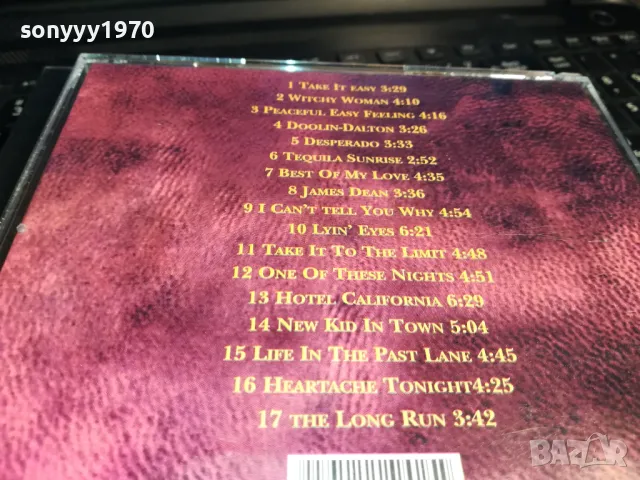 sonyyy1970
1 Take It easy 3:29
2 Witchy Woman 4:10
3 Peaceful Easy Feeling 4:16
4 Doolin-Dalton 3:26
5 Desperado 3:33
6 Tequila Sunrise 2:52
7 Best Of My Love 4:35
8 James Dean 3:36
9 I Can't tell You Why 4:54
10 Lyin' Eyes 6:21
11 Take It To The Limit 4:48
12 One Of These Nights 4:51
13 Hotel California 6:29
14 New Kid In Town 5:04
15 Life In The Past Lane 4:45
16 Heartache Tonight4:25
17 the Long Run 3:42
BAZAR